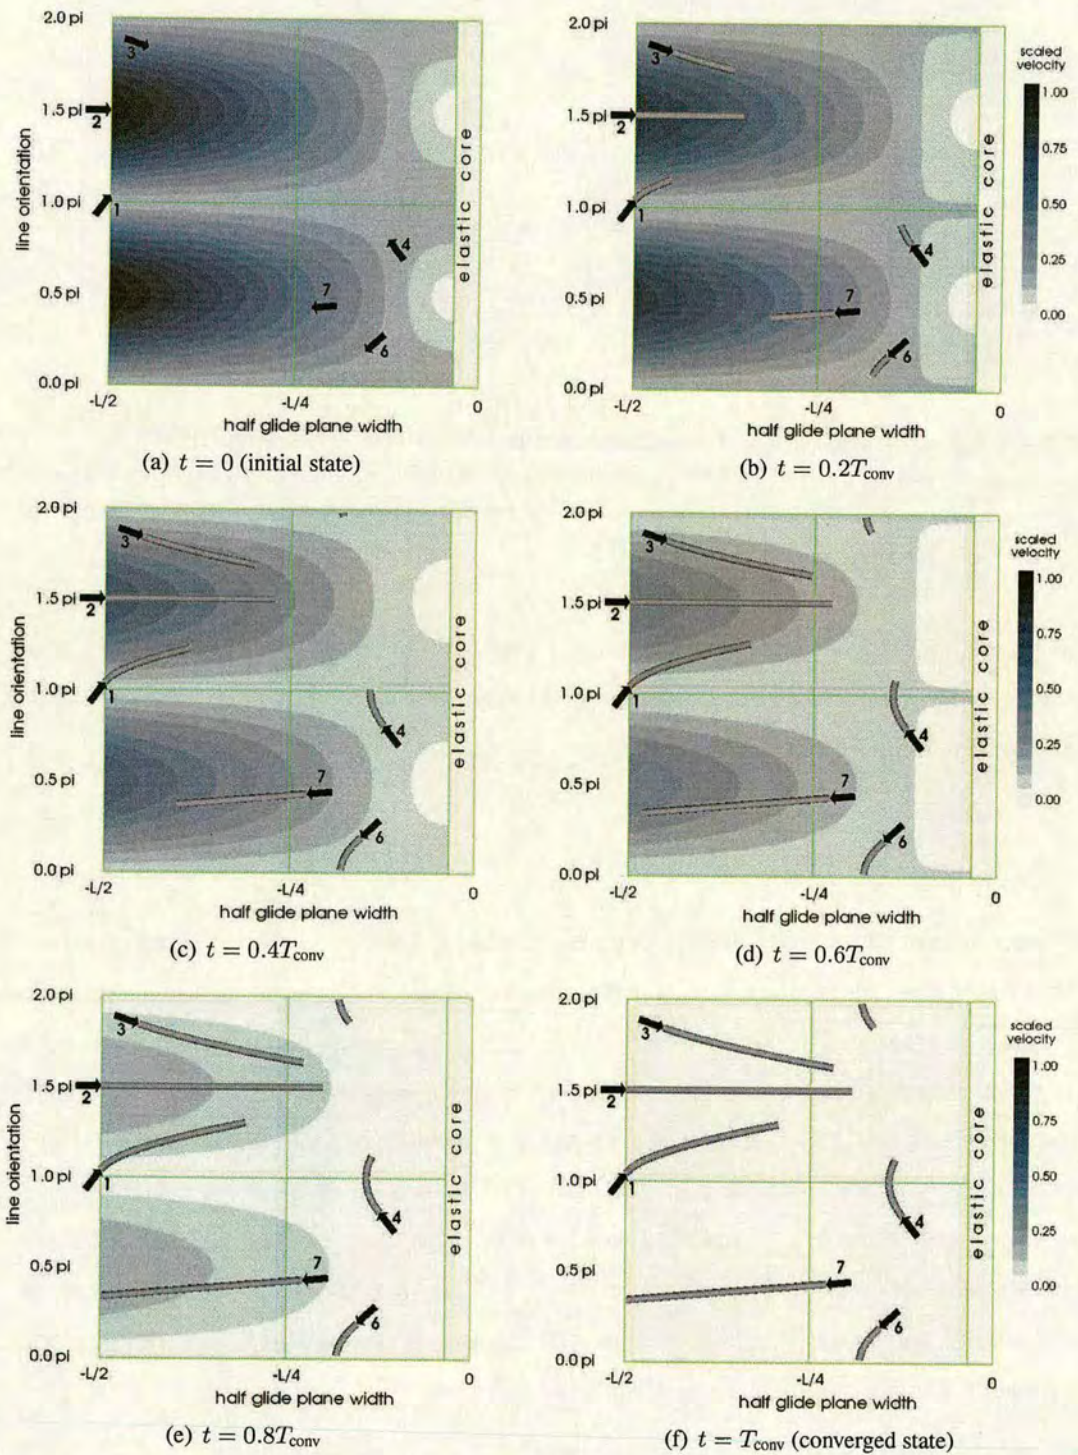 2.0 pi
1.5 pi
1.0 pi
0.5 pi
0.0 pi
line orientation
3
2
1
4
7
6
elastic core
-L/2
-L/4
0
half glide plane width
(a) t = 0 (initial state)
2.0 pi
1.5 pi
1.0 pi
0.5 pi
0.0 pi
3
2
1
4
7
6
elastic core
scaled
velocity
1.00
0.75
0.50
0.25
0.00
-L/2
-L/4
0
half glide plane width
(b) t = 0.2Tconv
2.0 pi
1.5 pi
1.0 pi
0.5 pi
0.0 pi
line orientation
3
2
1
4
7
6
elastic core
-L/2
-L/4
0
half glide plane width
(c) t = 0.4Tconv
2.0 pi
1.5 pi
1.0 pi
0.5 pi
0.0 pi
3
2
1
4
7
6
elastic core
scaled
velocity
1.00
0.75
0.50
0.25
0.00
-L/2
-L/4
0
half glide plane width
(d) t = 0.6Tconv
2.0 pi
1.5 pi
1.0 pi
0.5 pi
0.0 pi
line orientation
3
2
1
4
7
6
elastic core
-L/2
-L/4
0
half glide plane width
(e) t = 0.8Tconv
2.0 pi
1.5 pi
1.0 pi
0.5 pi
0.0 pi
3
2
1
4
7
6
elastic core
scaled
velocity
1.00
0.75
0.50
0.25
0.00
-L/2
-L/4
0
half glide plane width
(f) t = Tconv (converged state)